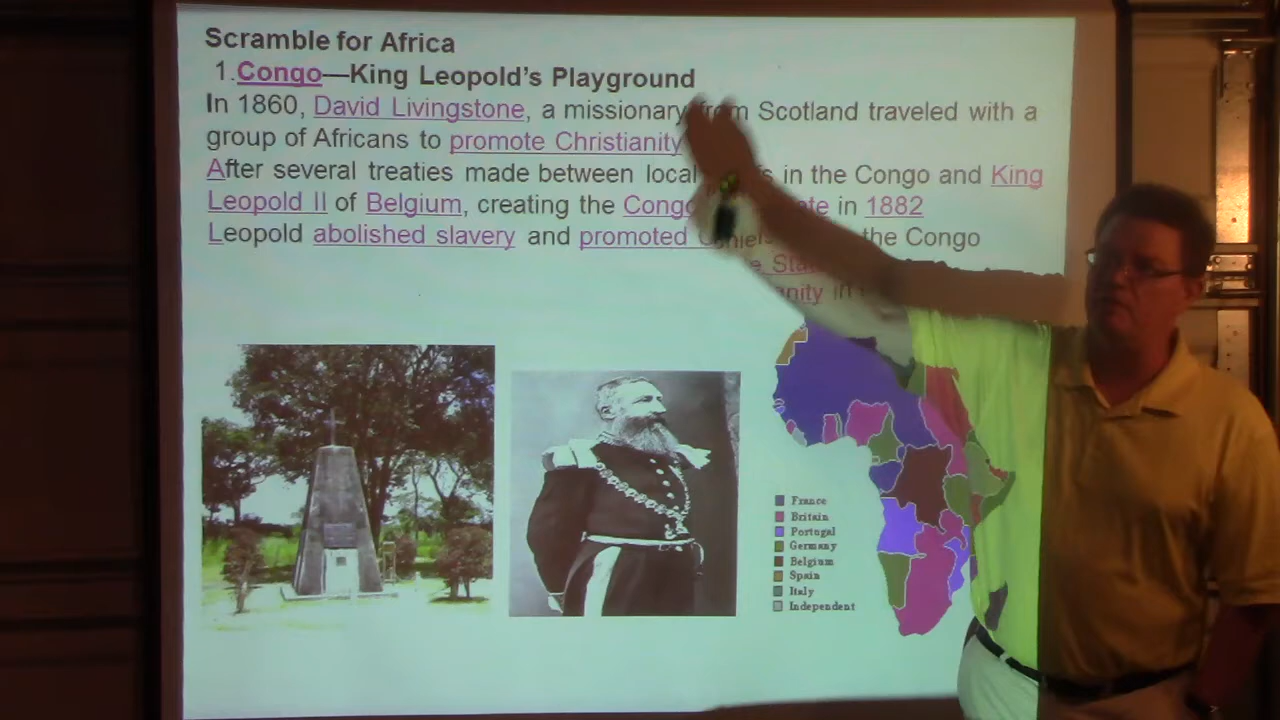 Scramble for Africa
1.Congo—King Leopold's Playground
In 1860, David Livingstone, a missionary from Scotland traveled with a
group of Africans to promote Christianity
After several treaties made between local in the Congo and King
Leopold II of Belgium, creating the Congo in 1882
Leopold abolished slavery and promoted the Congo
France
Britain
Portugal
Germany
Belgium
Spain
Italy
Independent